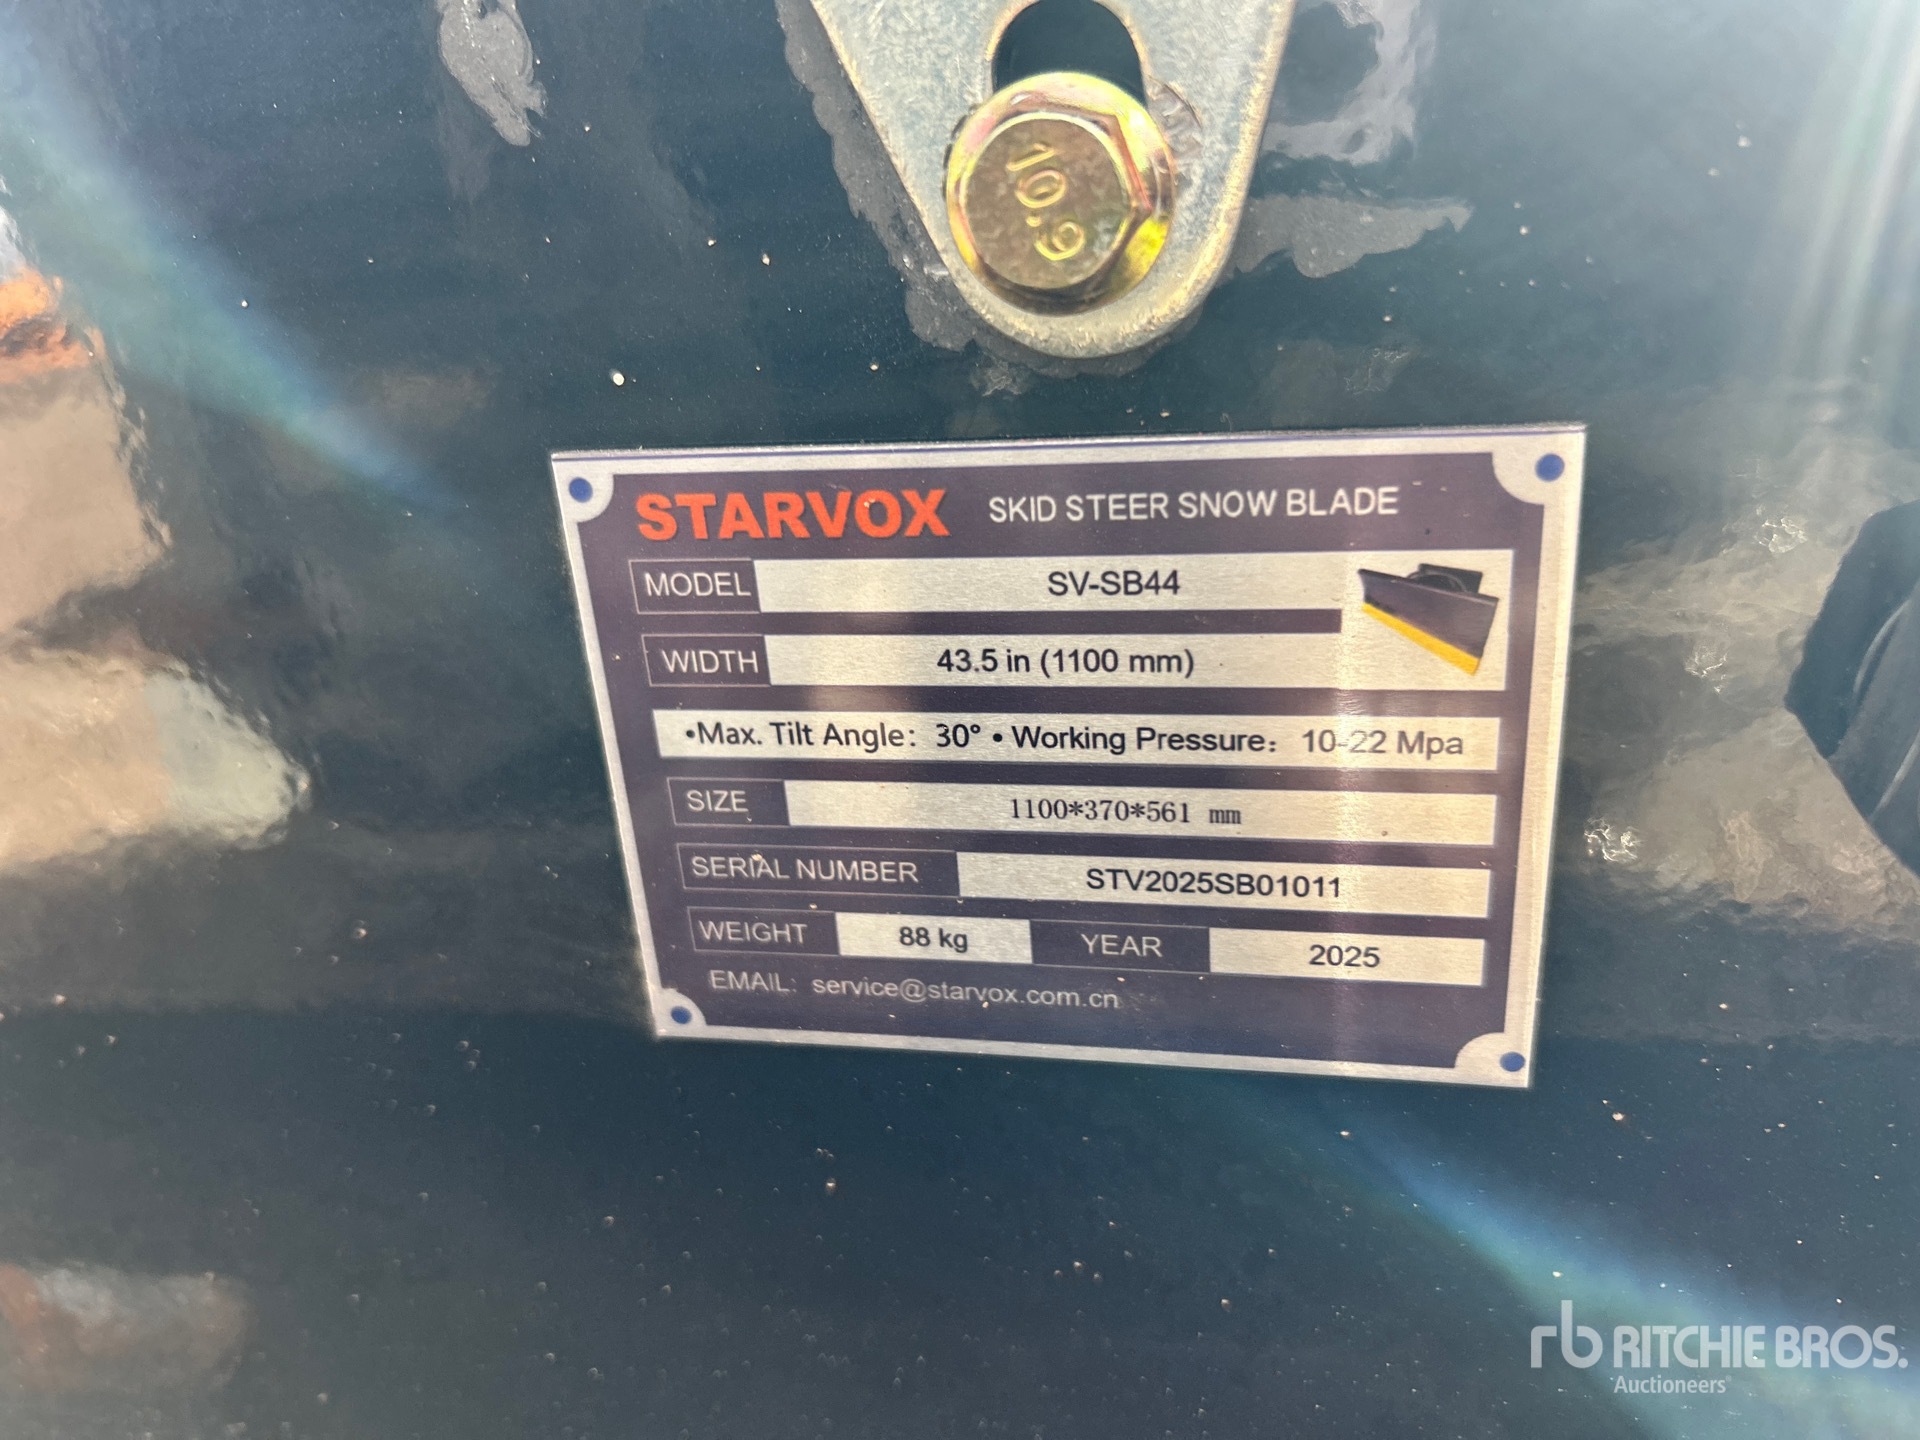 10.9
STARVOX SKID STEER SNOW BLADE
MODEL SV-SB44
WIDTH 43.5 in (1100 mm)
•Max. Tilt Angle: 30° • Working Pressure: 10-22 Mpa
SIZE 1100*370*561 mm
SERIAL NUMBER STV2025SB01011
WEIGHT 88 kg YEAR 2025
EMAIL: service@starvox.com.cn
rb RITCHIE BROS.
Auctioneers